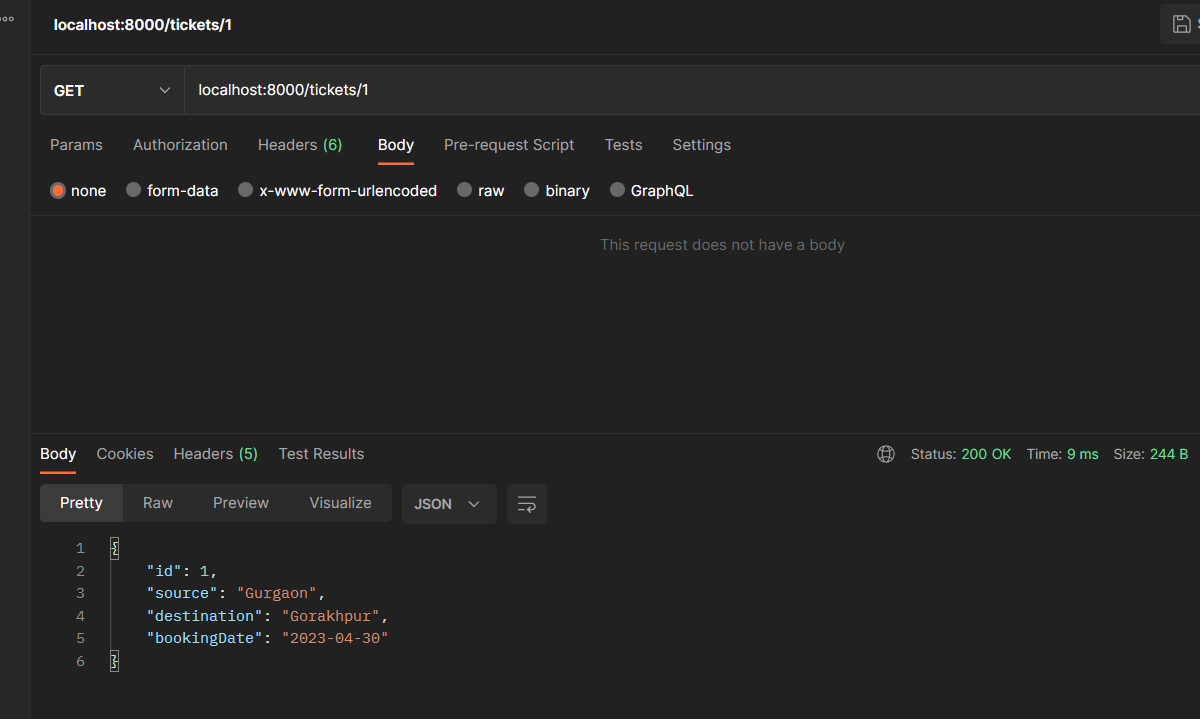 localhost:8000/tickets/1
GET localhost:8000/tickets/1
Params Authorization Headers (6) Body Pre-request Script Tests Settings
none form-data x-www-form-urlencoded raw binary GraphQL
This request does not have a body
Body Cookies Headers (5) Test Results Status: 200 OK Time: 9 ms Size: 244 B
Pretty Raw Preview Visualize JSON
1 {
2 "id": 1,
3 "source": "Gurgaon",
4 "destination": "Gorakhpur",
5 "bookingDate": "2023-04-30"
6 }